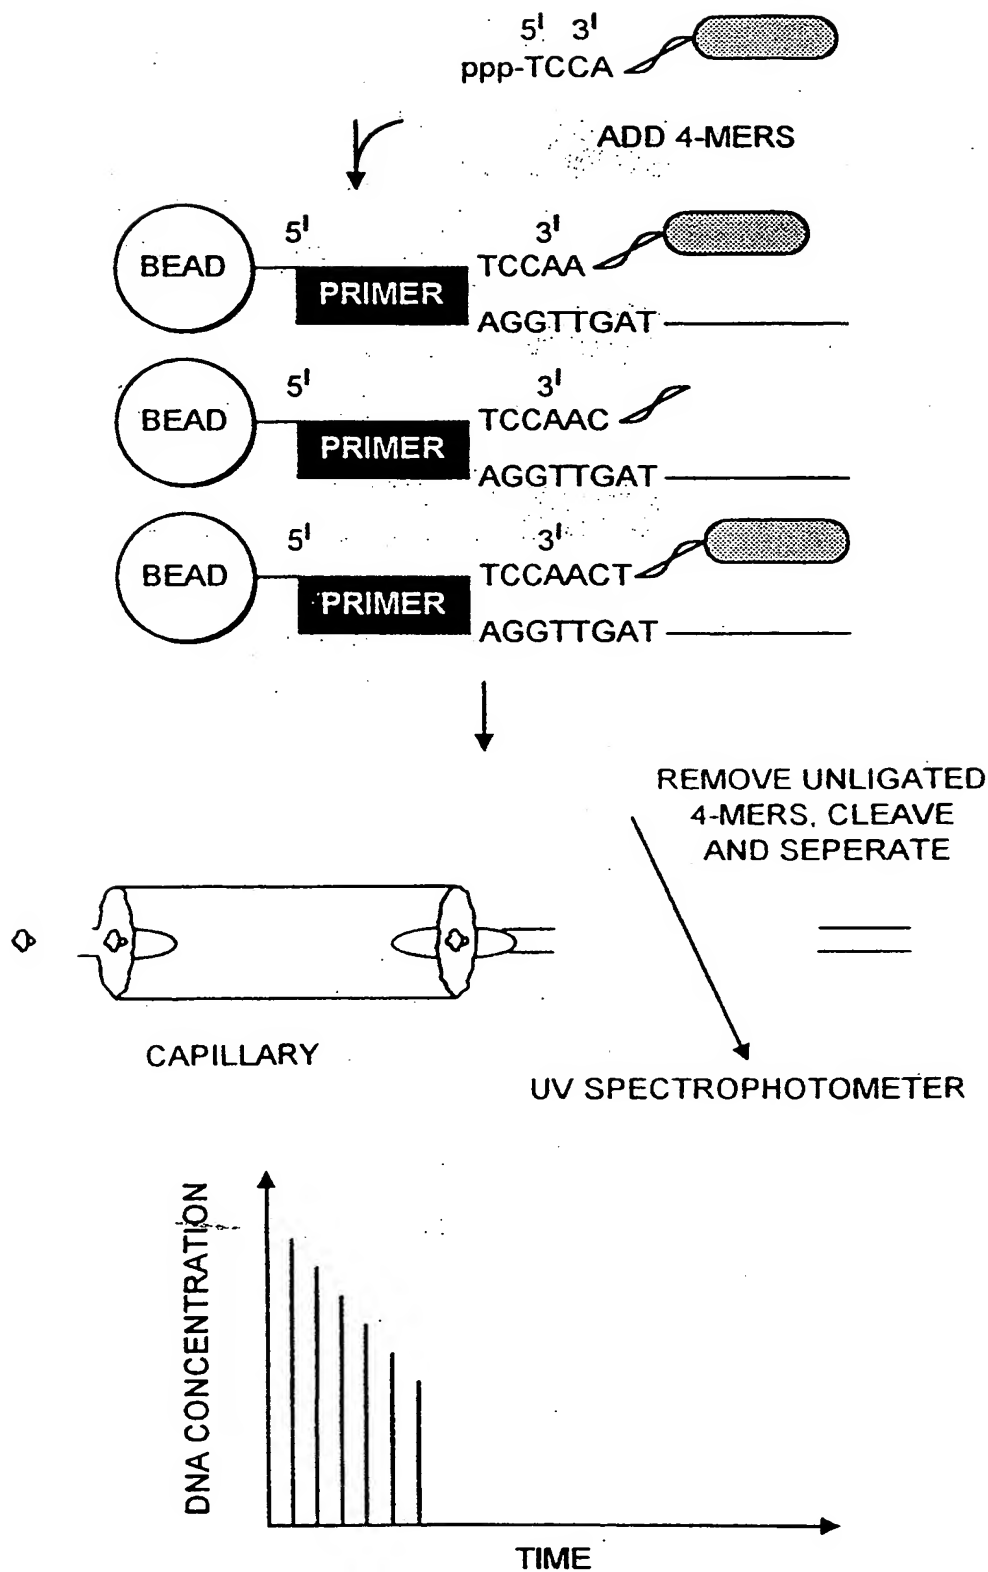 5' 3'
ppp-TCCA
ADD 4-MERS
5' 3'
BEAD PRIMER TCCAA
AGGTTGAT
5' 3'
BEAD PRIMER TCCAAC
AGGTTGAT
5' 3'
BEAD PRIMER TCCAACT
AGGTTGAT
REMOVE UNLIGATED
4-MERS, CLEAVE
AND SEPERATE
CAPILLARY
UV SPECTROPHOTOMETER
DNA CONCENTRATION
TIME